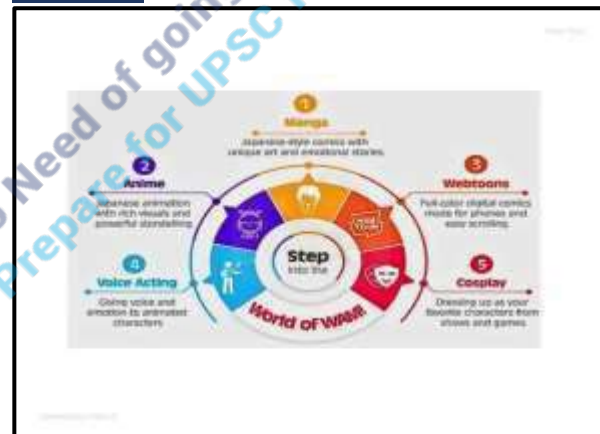 Need of going
Prepare for UPSC
1
Manga
Japanese-style comics with
unique art and emotional stories.
2
Anime
Japanese animation
with rich visuals and
powerful storytelling
3
Webtoons
Full-color digital comics
made for phones and
easy scrolling.
4
Voice Acting
Giving voice and
emotion to animated
characters
5
Cosplay
Dressing up as your
favorite characters from
shows and games
Step
into the
World of WAM!